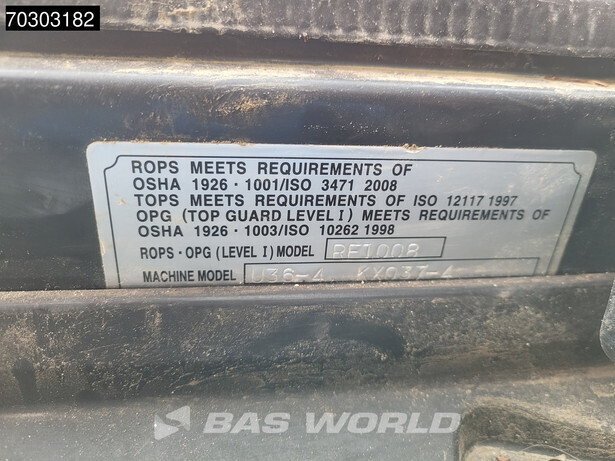 70303182
ROPS MEETS REQUIREMENTS OF
OSHA 1926 · 1001/ISO 3471 2008
TOPS MEETS REQUIREMENTS OF ISO 12117 1997
OPG (TOP GUARD LEVEL I) MEETS REQUIREMENTS OF
OSHA 1926 · 1003/ISO 10262 1998
ROPS · OPG (LEVEL I) MODEL RF1008
MACHINE MODEL U36-4 KX037-4
BAS WORLD